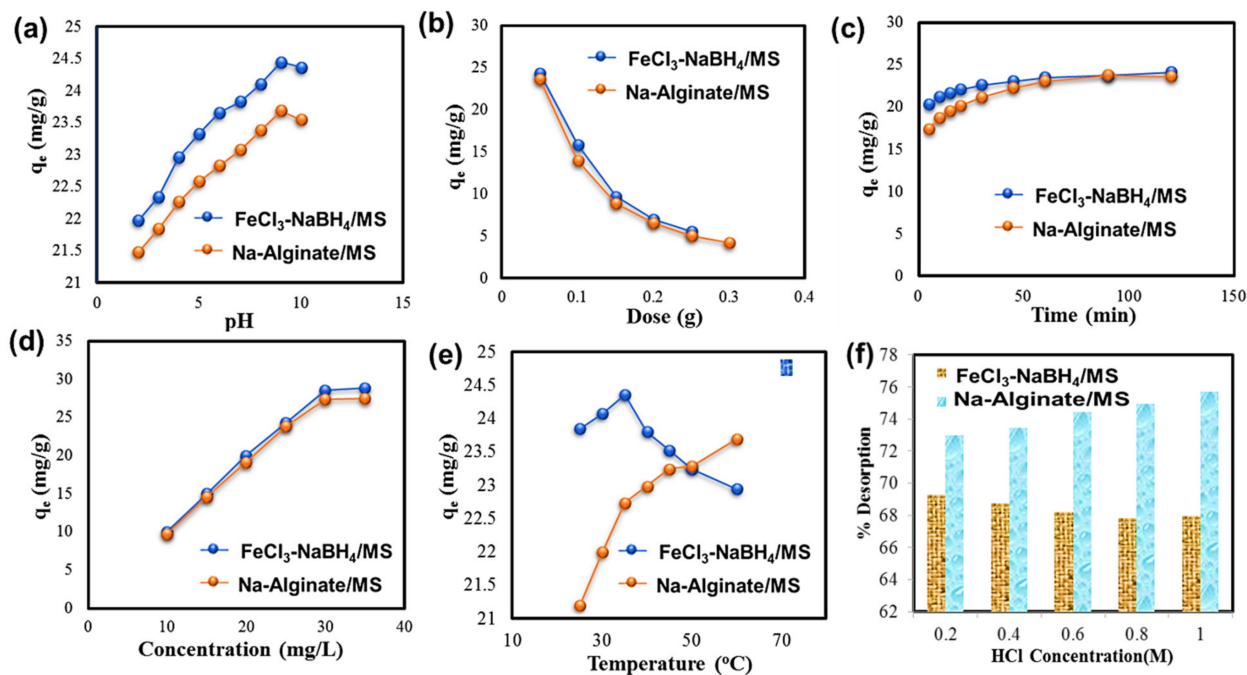 (a)
25
24.5
24
23.5
23
22.5
22
21.5
21
qe (mg/g)
FeCl3-NaBH4/MS
Na-Alginate/MS
0 5 10 15
pH
(b)
30
25
20
15
10
5
0
qe (mg/g)
FeCl3-NaBH4/MS
Na-Alginate/MS
0 0.1 0.2 0.3 0.4
Dose (g)
(c)
30
25
20
15
10
5
0
qe (mg/g)
FeCl3-NaBH4/MS
Na-Alginate/MS
0 50 100 150
Time (min)
(d)
35
30
25
20
15
10
5
0
qe (mg/g)
FeCl3-NaBH4/MS
Na-Alginate/MS
0 10 20 30 40
Concentration (mg/L)
(e)
25
24.5
24
23.5
23
22.5
22
21.5
21
qe (mg/g)
FeCl3-NaBH4/MS
Na-Alginate/MS
10 30 50 70
Temperature (oC)
(f)
78
76
74
72
70
68
66
64
62
% Desorption
FeCl3-NaBH4/MS
Na-Alginate/MS
0.2 0.4 0.6 0.8 1
HCl Concentration(M)